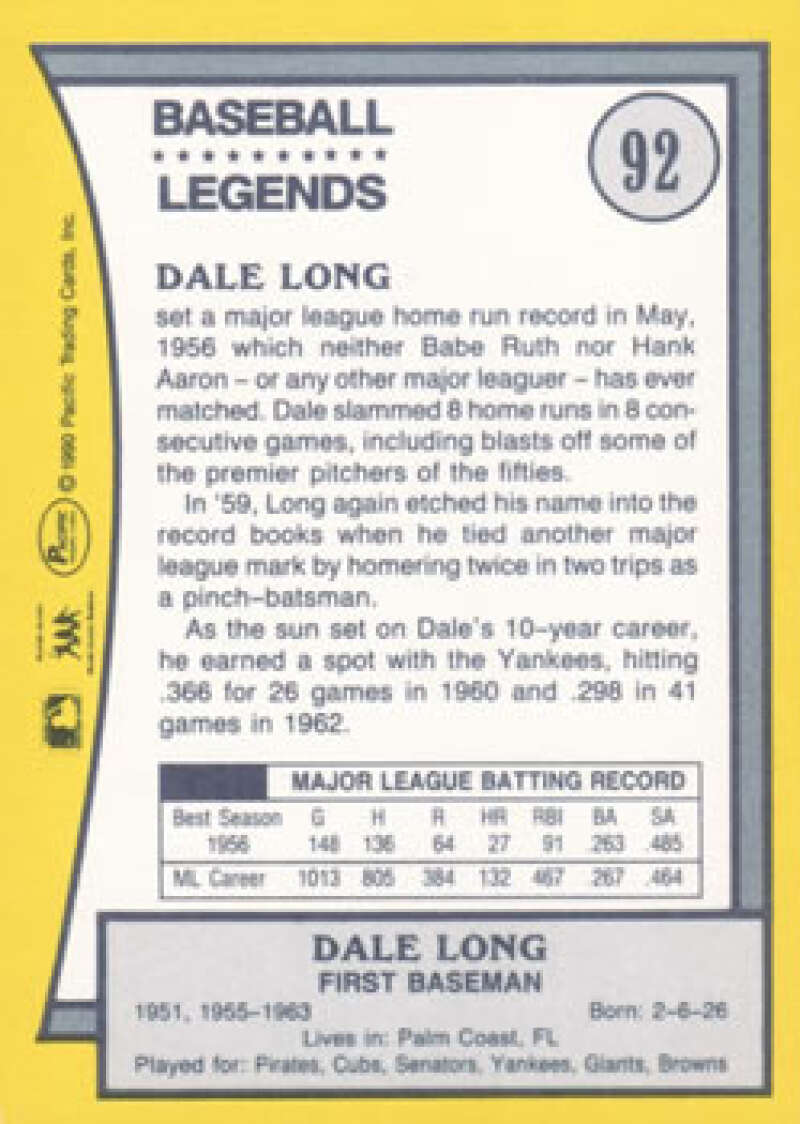 BASEBALL
LEGENDS
92
DALE LONG
set a major league home run record in May,
1956 which neither Babe Ruth nor Hank
Aaron – or any other major leaguer – has ever
matched. Dale slammed 8 home runs in 8 con-
secutive games, including blasts off some of
the premier pitchers of the fifties.
In '59, Long again etched his name into the
record books when he tied another major
league mark by homering twice in two trips as
a pinch–batsman.
As the sun set on Dale's 10–year career,
he earned a spot with the Yankees, hitting
.366 for 26 games in 1960 and .298 in 41
games in 1962.
MAJOR LEAGUE BATTING RECORD
Best Season G H R HR RBI BA SA
1956 148 136 64 27 91 .263 .485
ML Career 1013 805 384 132 467 .267 .464
DALE LONG
FIRST BASEMAN
1951, 1955–1963 Born: 2–6–26
Lives in: Palm Coast, FL
Played for: Pirates, Cubs, Senators, Yankees, Giants, Browns
© 1990 Pacific Trading Cards, Inc.
PACIFIC